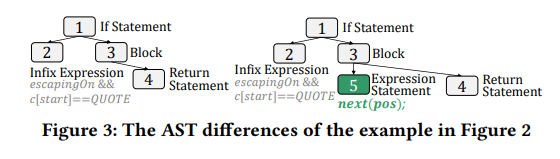 1 If Statement
2 3 Block
Infix Expression
escapingOn &&
c[start]==QUOTE
4 Return
Statement
1 If Statement
2 3 Block
Infix Expression
escapingOn &&
c[start]==QUOTE
5 Expression
Statement
next(pos);
4 Return
Statement
Figure 3: The AST differences of the example in Figure 2